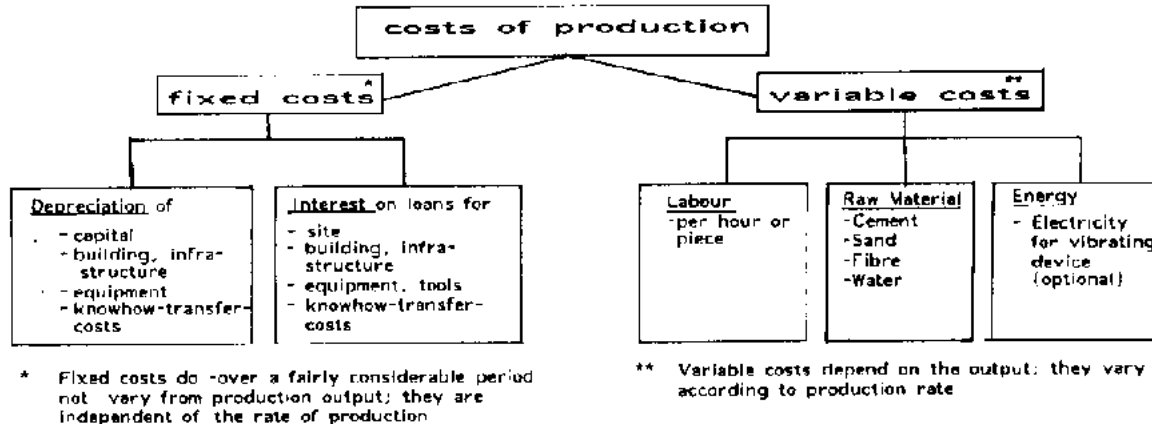 costs of production
fixed costs*
variable costs**
Depreciation of
- capital
- building, infra-
structure
- equipment
- knowhow-transfer-
costs
Interest on loans for
- site
- building, infra-
structure
- equipment, tools
- knowhow-transfer-
costs
Labour
-per hour or
piece
Raw Material
-Cement
-Sand
-Fibre
-Water
Energy
- Electricity
for vibrating
device
(optional)
* Fixed costs do -over a fairly considerable period
not vary from production output; they are
independent of the rate of production
** Variable costs depend on the output; they vary
according to production rate